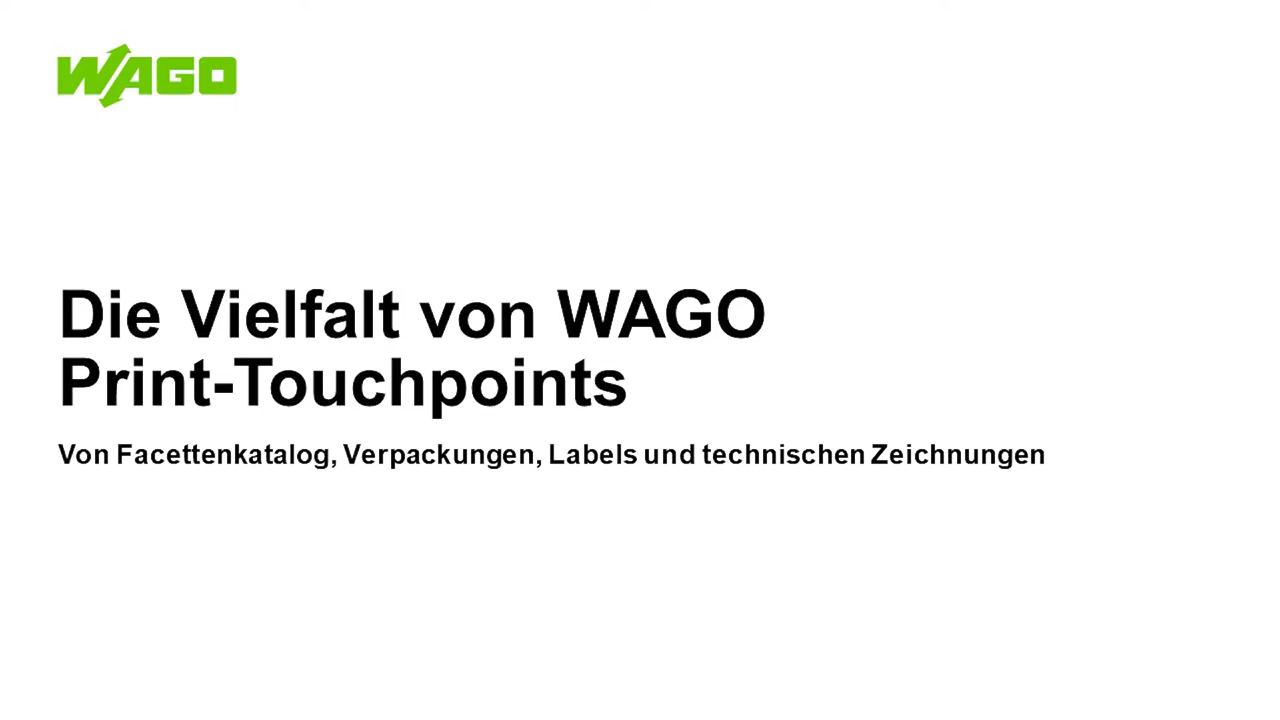 WAGO
Die Vielfalt von WAGO
Print-Touchpoints
Von Facettenkatalog, Verpackungen, Labels und technischen Zeichnungen